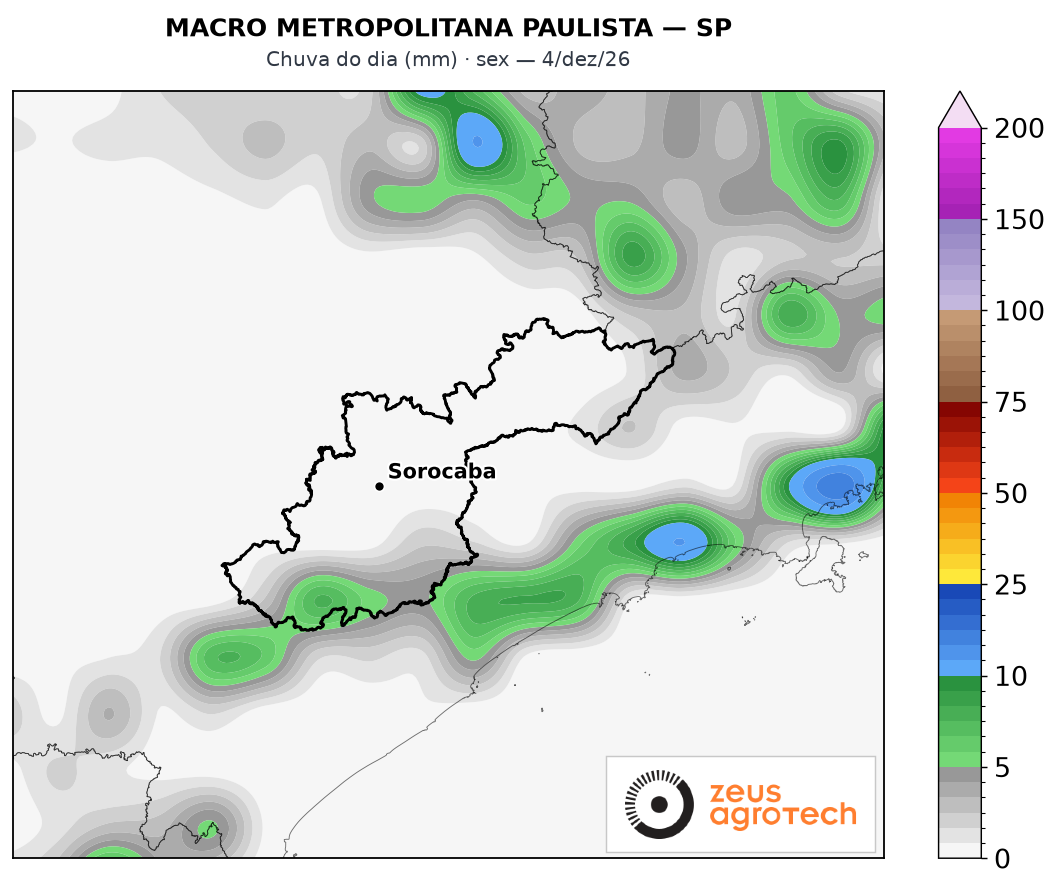 MACRO METROPOLITANA PAULISTA — SP
Chuva do dia (mm) · sex — 4/dez/26
200
150
100
75
50
25
10
5
0
Sorocaba
zeus
agrotech